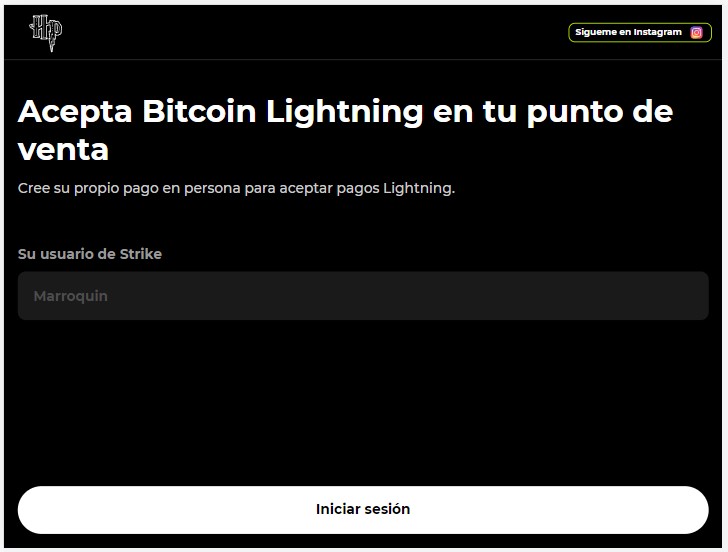 HP
Sigueme en Instagram
Acepta Bitcoin Lightning en tu punto de
venta
Cree su propio pago en persona para aceptar pagos Lightning.
Su usuario de Strike
Marroquin
Iniciar sesión